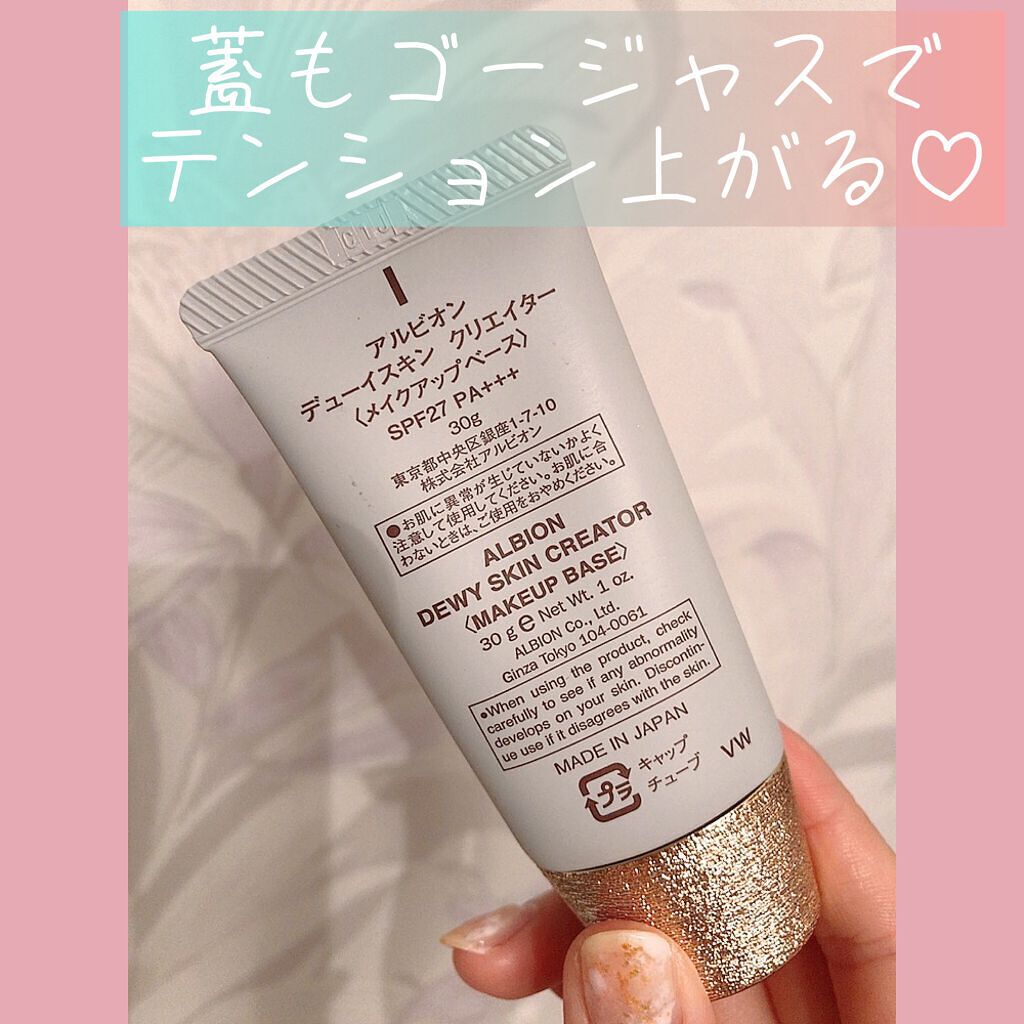 蓋もゴージャスで
テンション上がる♡
アルビオン
デューイスキン クリエイター
〈メイクアップベース〉
SPF27 PA+++
30g
東京都中央区銀座1-7-10
株式会社アルビオン
●お肌に異常が生じていないかよく
注意して使用してください。お肌に合
わないときは、ご使用をおやめください。
ALBION
DEWY SKIN CREATOR
〈MAKEUP BASE〉
30 g ℮ Net Wt. 1 oz.
ALBION Co., Ltd.
Ginza Tokyo 104-0061
●When using the product, check
carefully to see if any abnormality
develops on your skin. Discontin-
ue use if it disagrees with the skin.
MADE IN JAPAN
プラ キャップ
チューブ VW